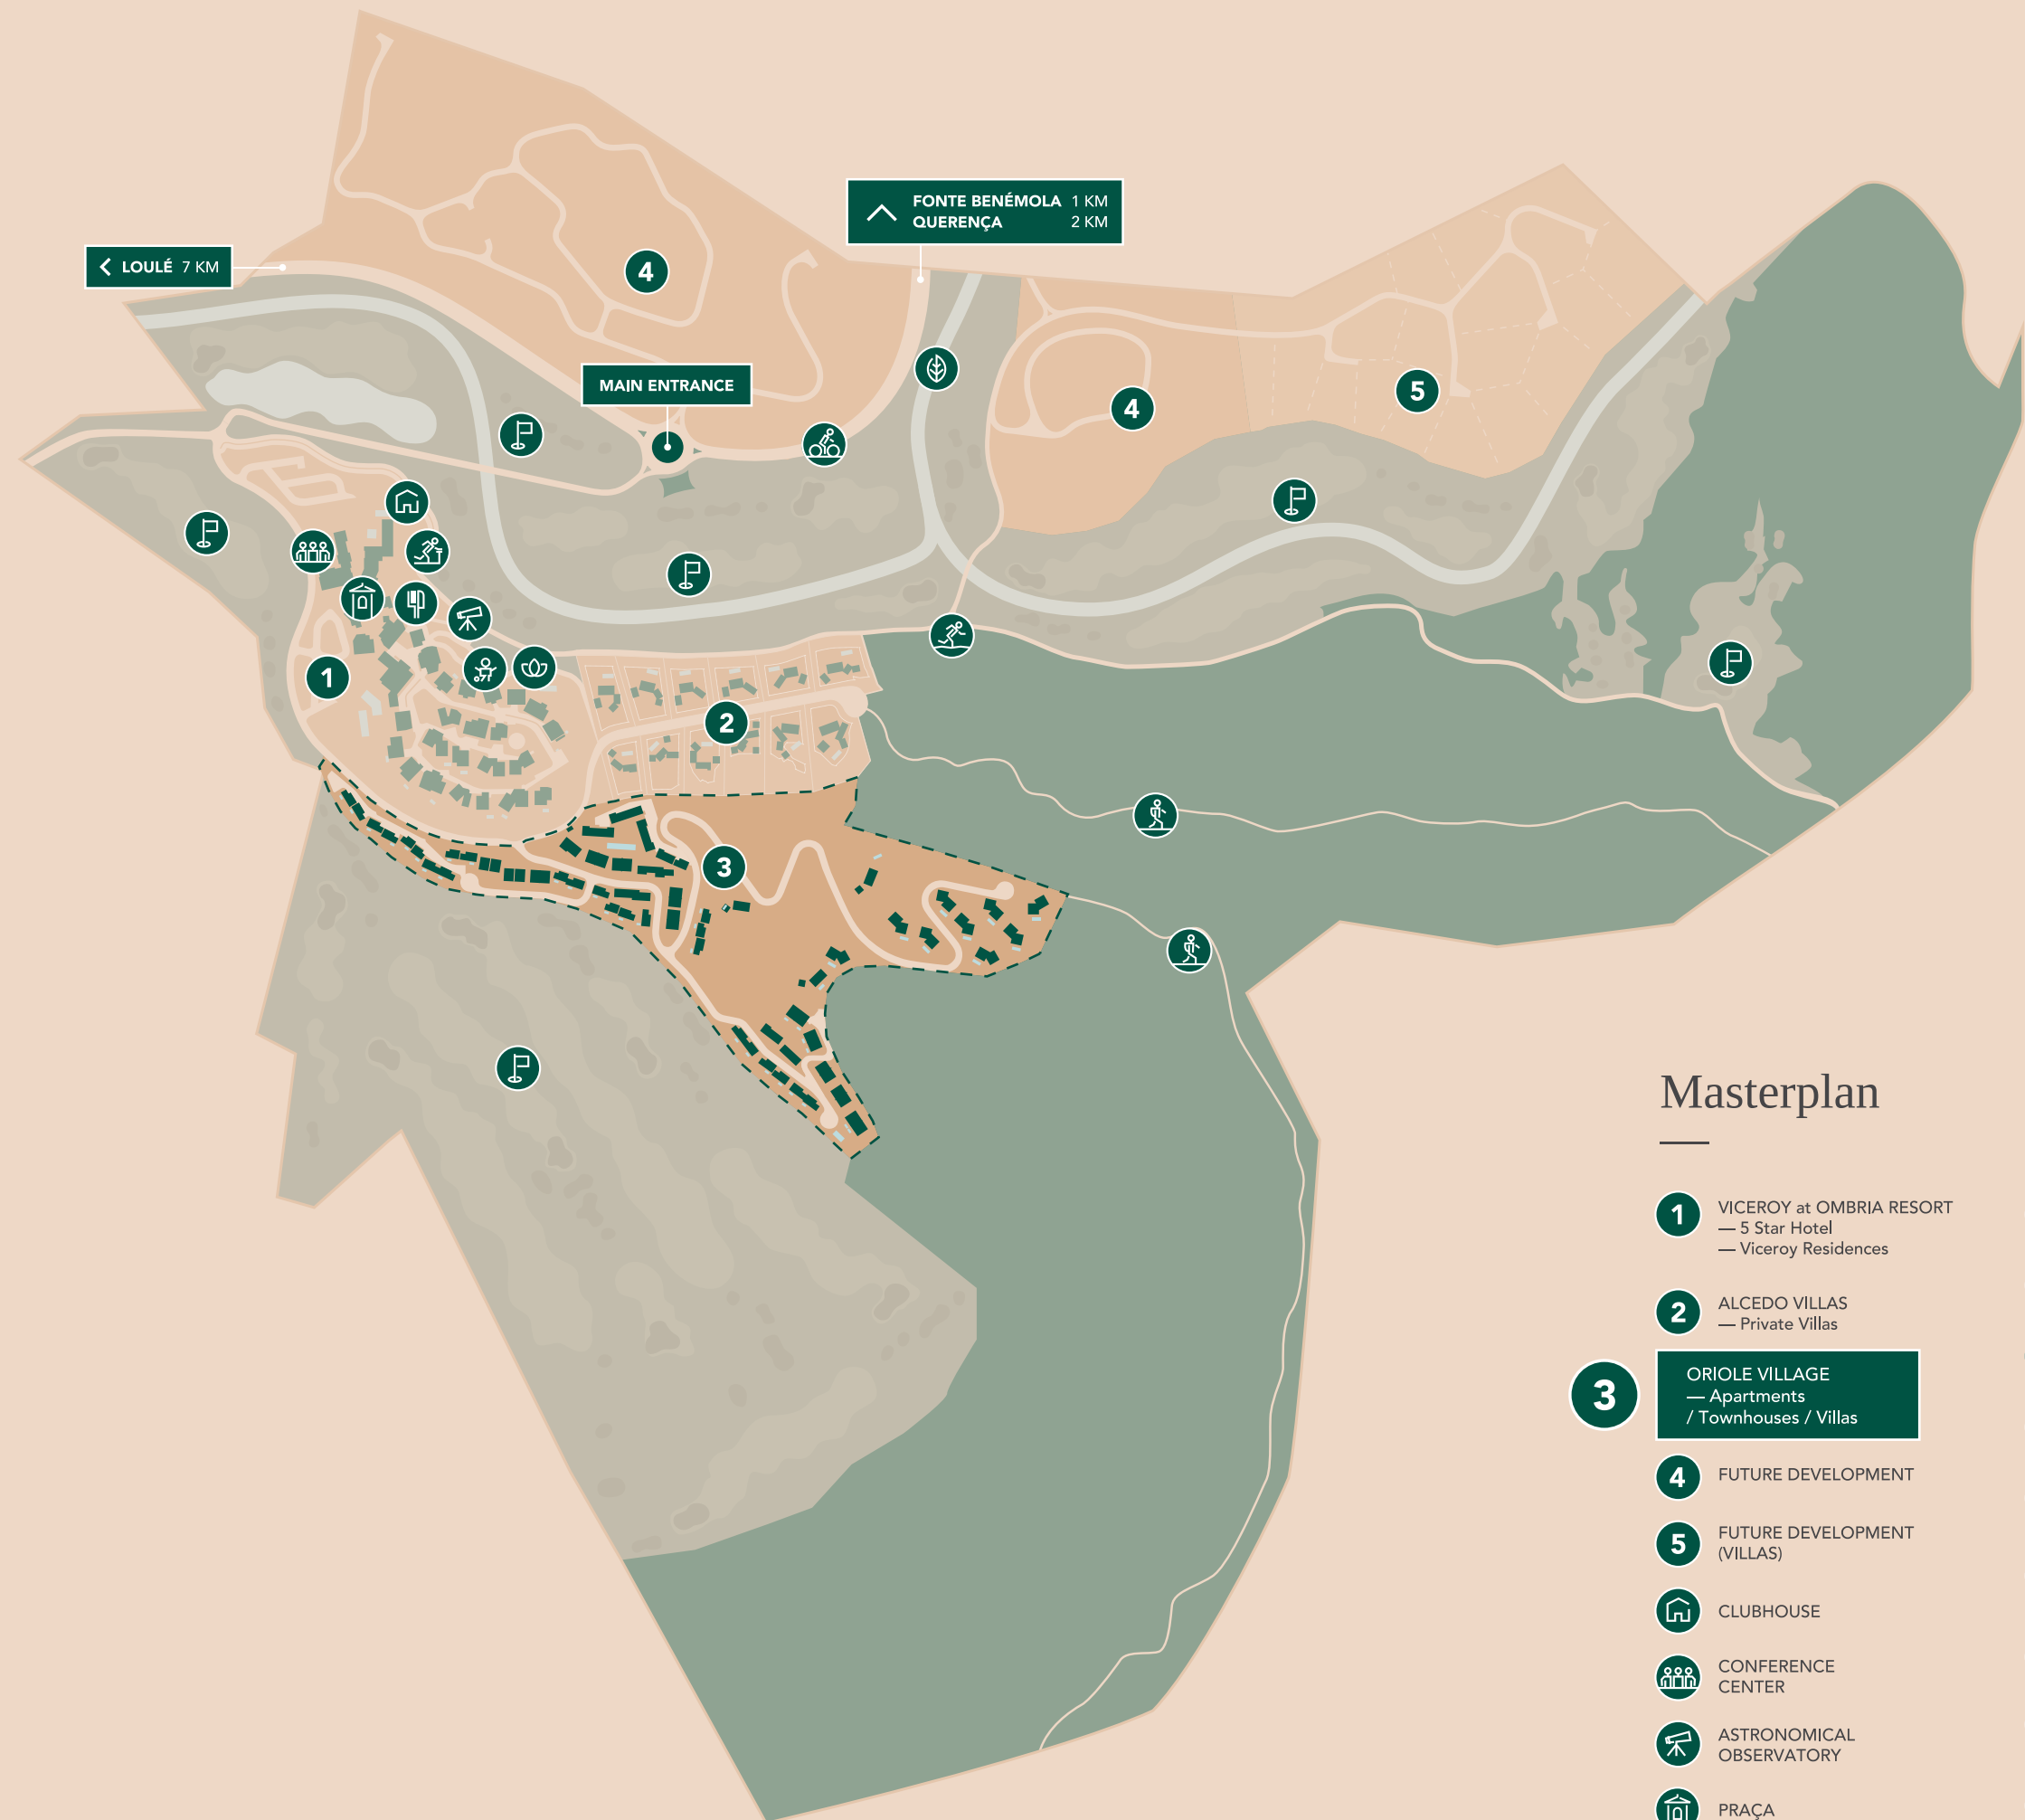 FONTE BENÉMOLA 1 KM
QUERENÇA 2 KM
LOULÉ 7 KM
4
MAIN ENTRANCE
4
5
1
2
3
Masterplan
1 VICEROY at OMBRIA RESORT
— 5 Star Hotel
— Viceroy Residences
2 ALCEDO VILLAS
— Private Villas
3 ORIOLE VILLAGE
— Apartments
/ Townhouses / Villas
4 FUTURE DEVELOPMENT
5 FUTURE DEVELOPMENT
(VILLAS)
CLUBHOUSE
CONFERENCE
CENTER
ASTRONOMICAL
OBSERVATORY
PRAÇA